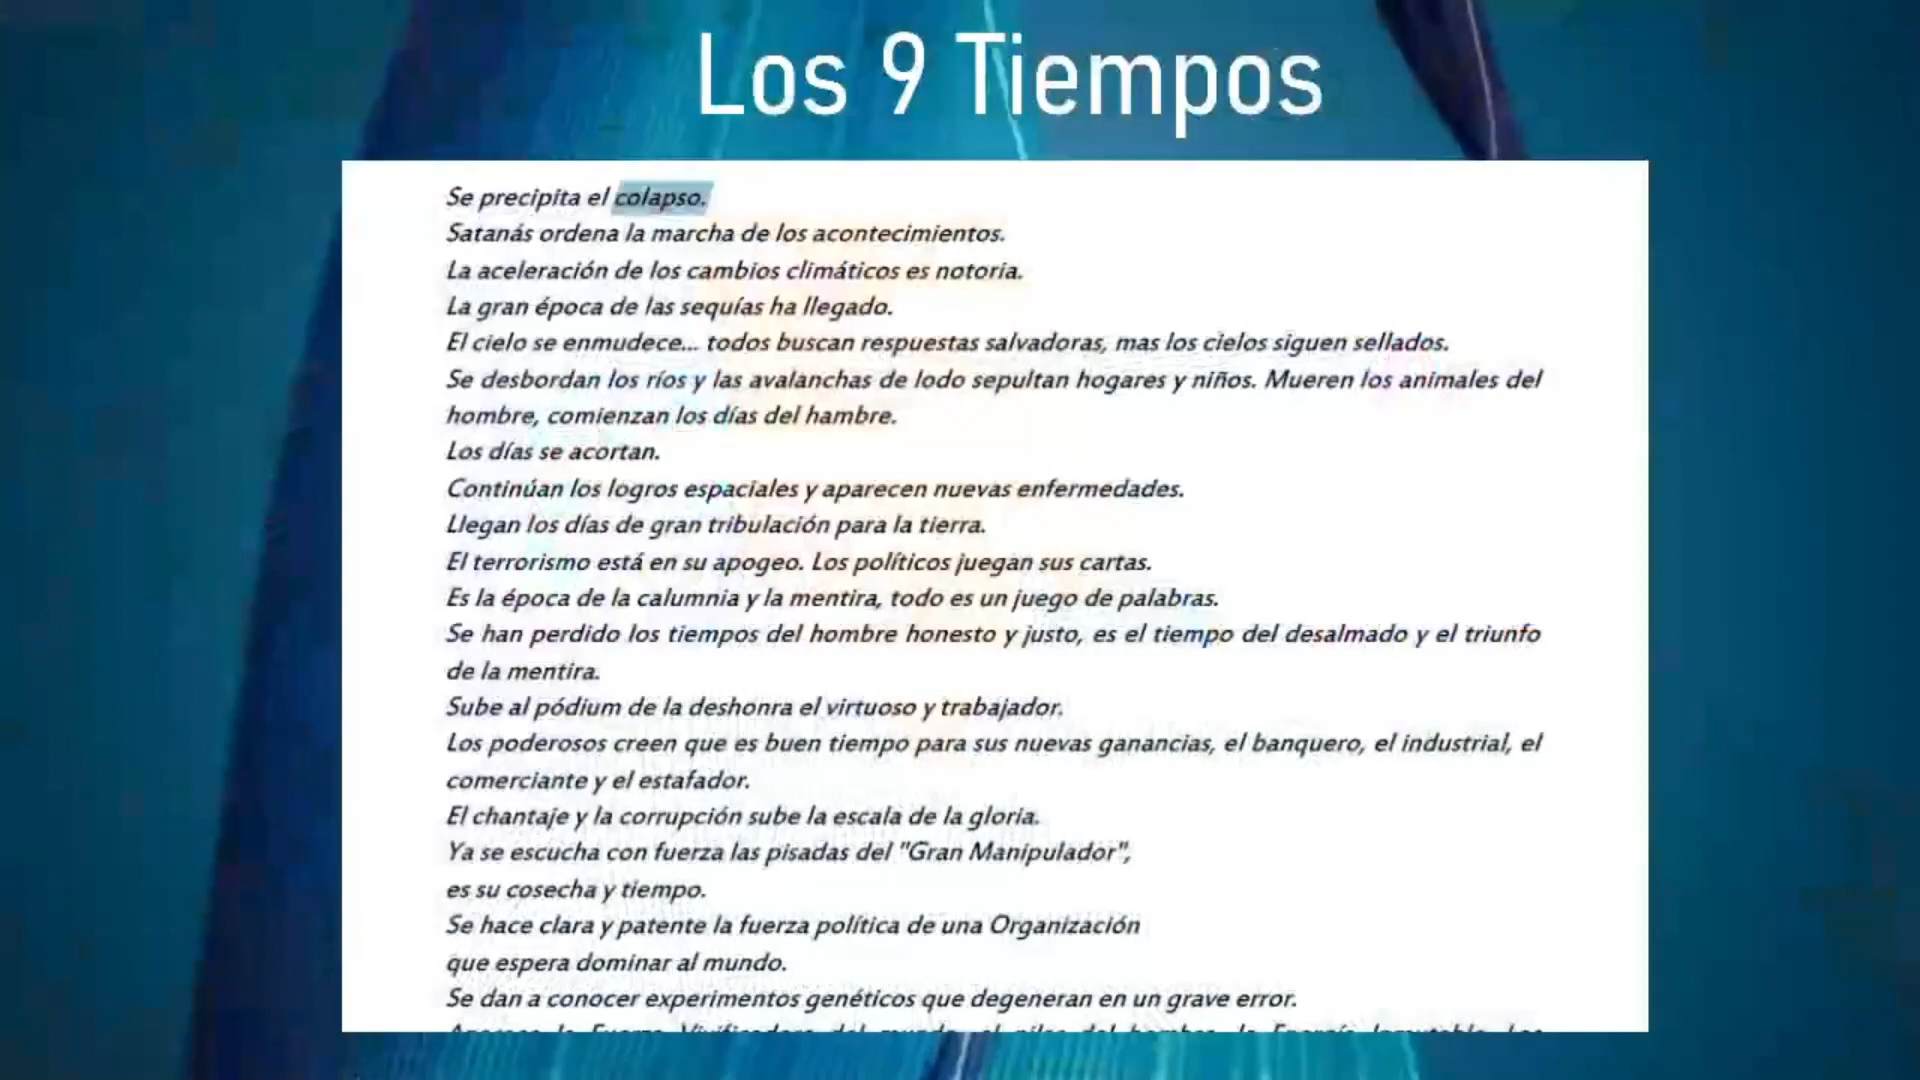 Los 9 Tiempos
Se precipita el colapso.
Satanás ordena la marcha de los acontecimientos.
La aceleración de los cambios climáticos es notoria.
La gran época de las sequías ha llegado.
El cielo se enmudece... todos buscan respuestas salvadoras, mas los cielos siguen sellados.
Se desbordan los ríos y las avalanchas de lodo sepultan hogares y niños. Mueren los animales del
hombre, comienzan los días del hambre.
Los días se acortan.
Continúan los logros espaciales y aparecen nuevas enfermedades.
Llegan los días de gran tribulación para la tierra.
El terrorismo está en su apogeo. Los políticos juegan sus cartas.
Es la época de la calumnia y la mentira, todo es un juego de palabras.
Se han perdido los tiempos del hombre honesto y justo, es el tiempo del desalmado y el triunfo
de la mentira.
Sube al pódium de la deshonra el virtuoso y trabajador.
Los poderosos creen que es buen tiempo para sus nuevas ganancias, el banquero, el industrial, el
comerciante y el estafador.
El chantaje y la corrupción sube la escala de la gloria.
Ya se escucha con fuerza las pisadas del "Gran Manipulador",
es su cosecha y tiempo.
Se hace clara y patente la fuerza política de una Organización
que espera dominar al mundo.
Se dan a conocer experimentos genéticos que degeneran en un grave error.